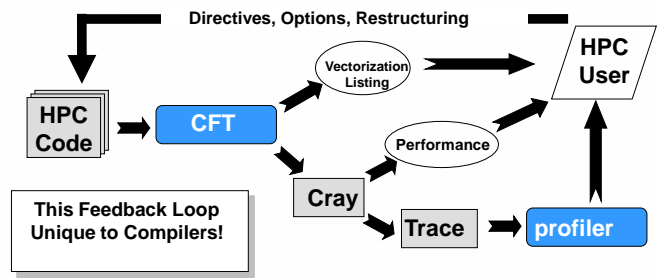 Directives, Options, Restructuring
HPC
User
Vectorization
Listing
HPC
Code
CFT
Performance
Cray
Trace
profiler
This Feedback Loop
Unique to Compilers!